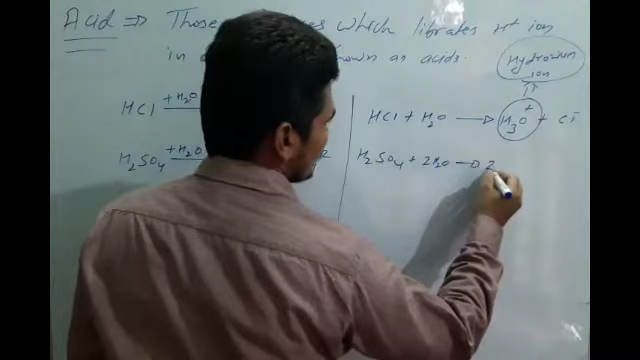 Acid ⇒ Those which librates H⁺ ion
in known as acids.
Hydronium
ion
HCl +H₂O
HCl + H₂O ⟶ H₃O⁺ + Cl⁻
H₂SO₄ +H₂O
H₂SO₄ + 2H₂O ⟶ 2